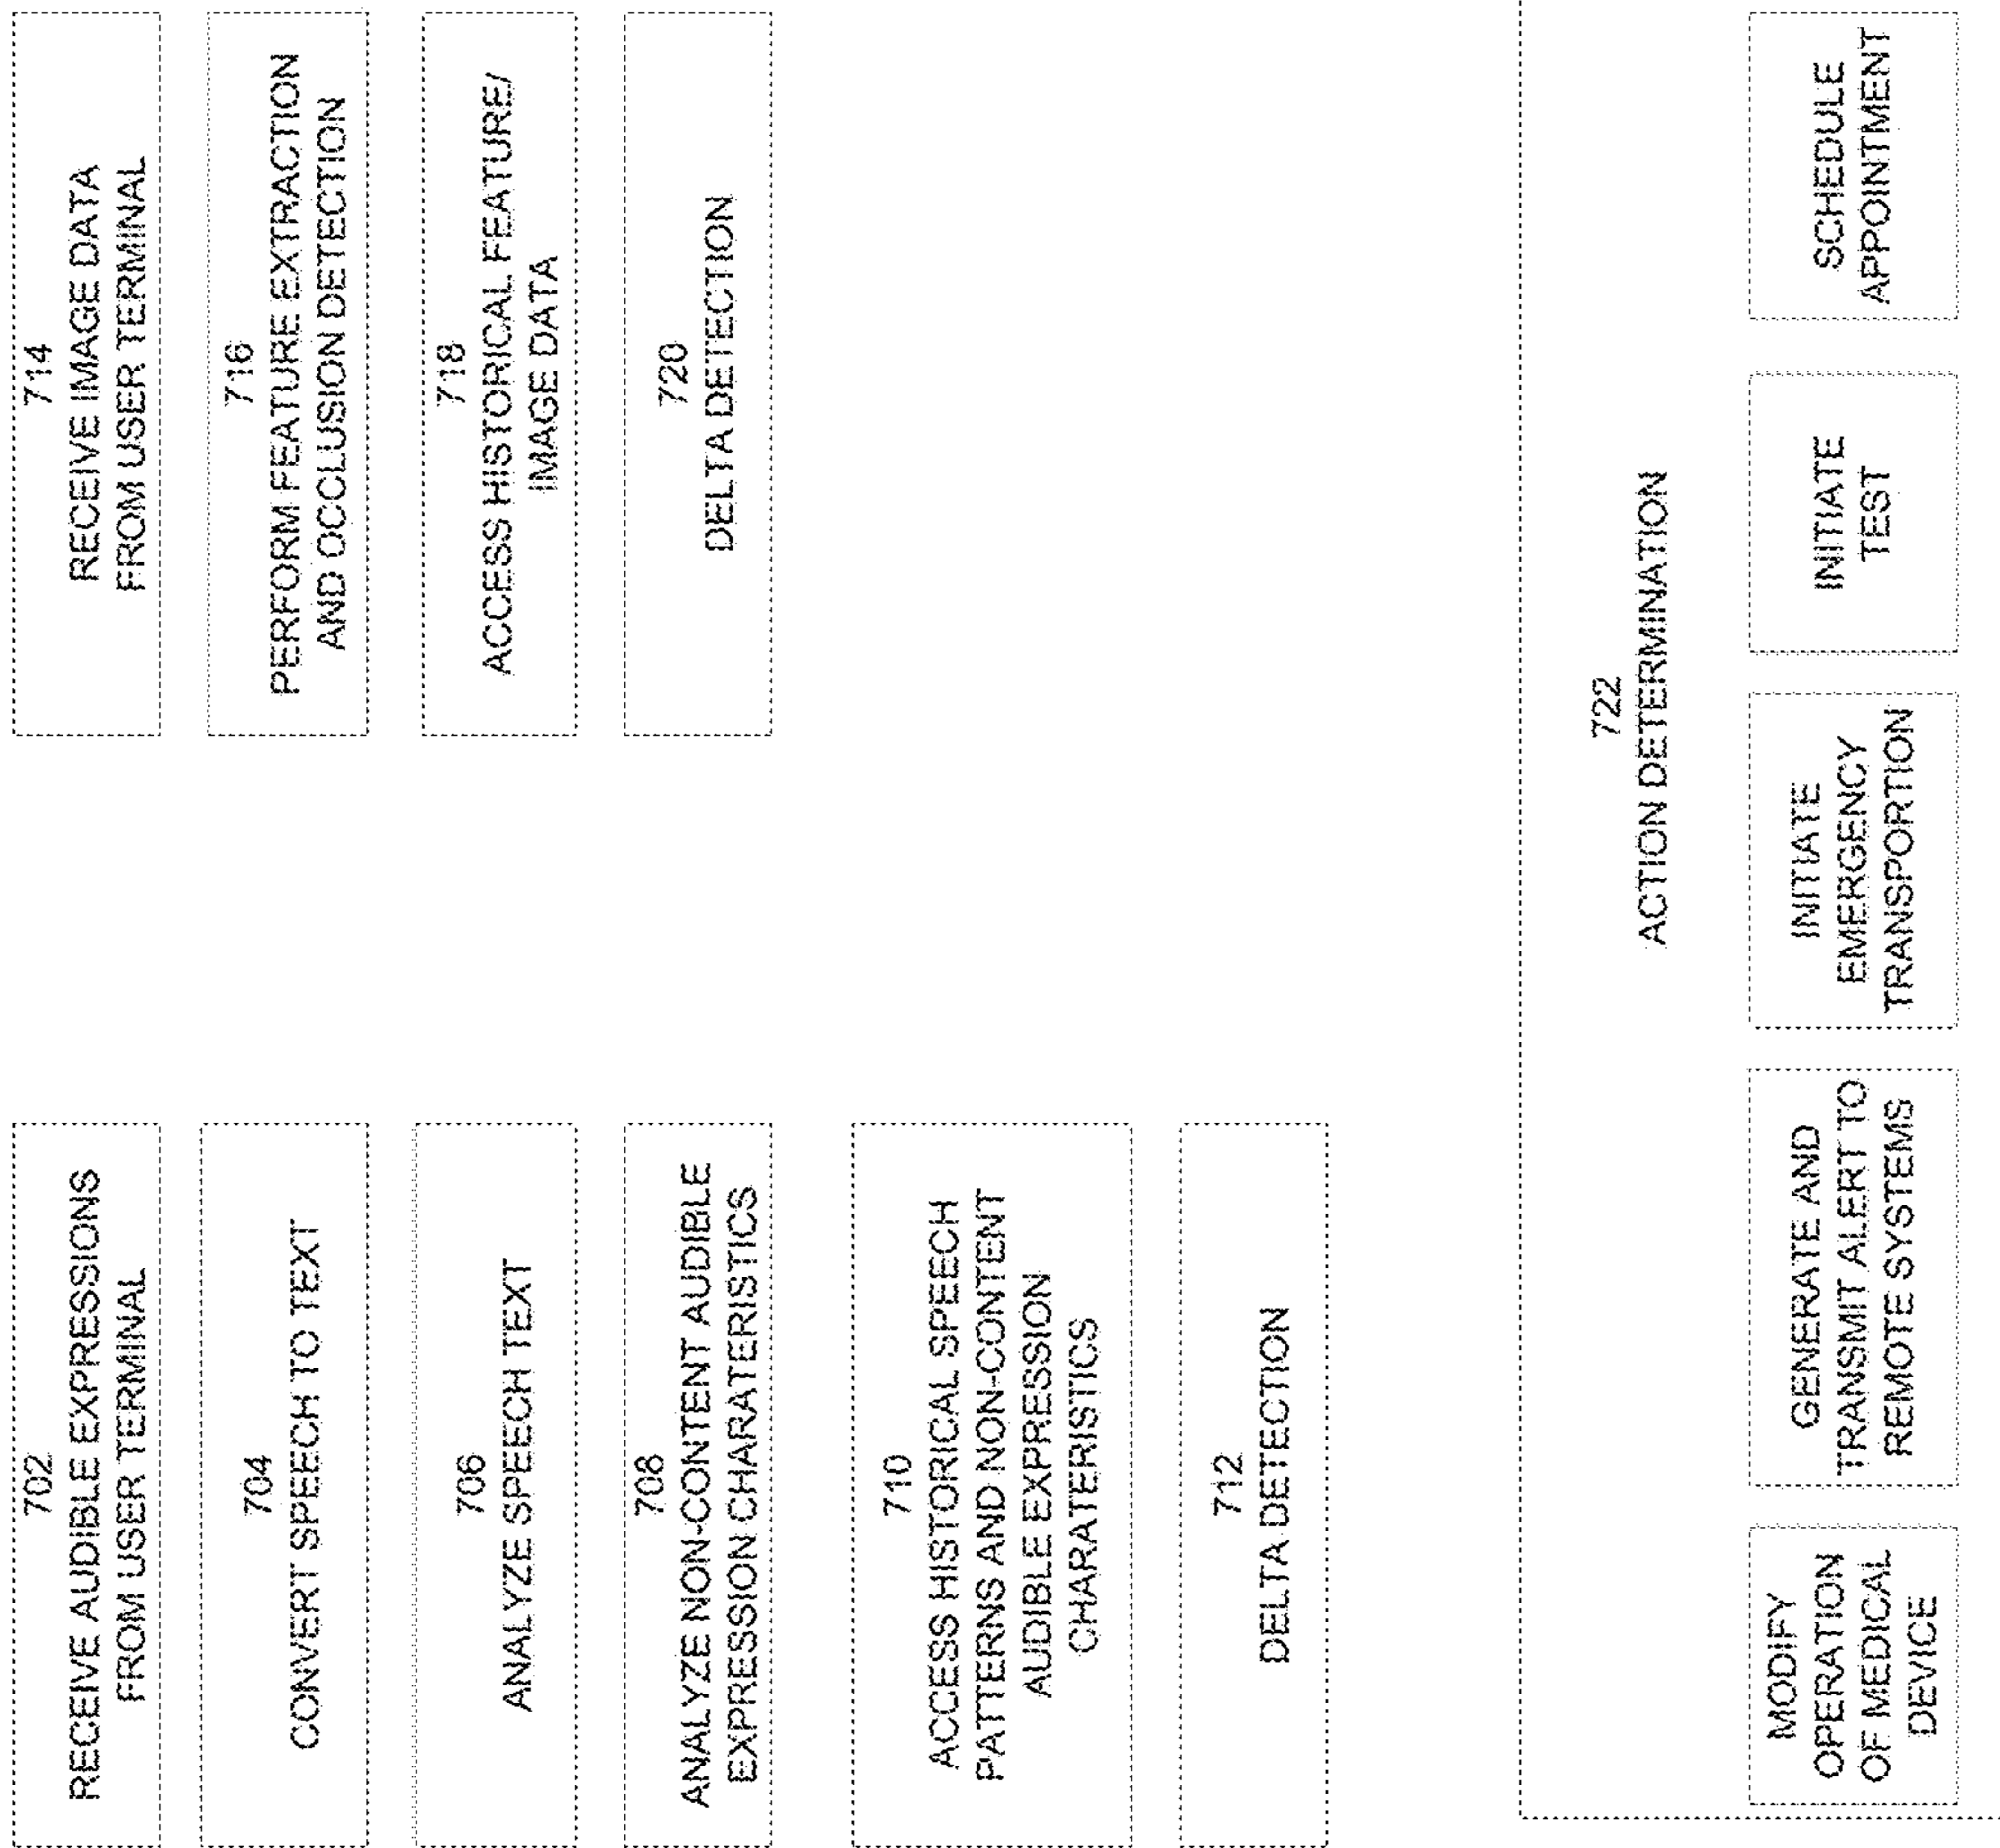 702
RECEIVE AUDIBLE EXPRESSIONS
FROM USER TERMINAL
704
CONVERT SPEECH TO TEXT
706
ANALYZE SPEECH TEXT
708
ANALYZE NON-CONTENT AUDIBLE
EXPRESSION CHARATERISTICS
710
ACCESS HISTORICAL SPEECH
PATTERNS AND NON-CONTENT
AUDIBLE EXPRESSION
CHARATERISTICS
712
DELTA DETECTION
714
RECEIVE IMAGE DATA
FROM USER TERMINAL
716
PERFORM FEATURE EXTRACTION
AND OCCLUSION DETECTION
718
ACCESS HISTORICAL FEATURE/
IMAGE DATA
720
DELTA DETECTION
722
ACTION DETERMINATION
MODIFY
OPERATION
OF MEDICAL
DEVICE
GENERATE AND
TRANSMIT ALERT TO
REMOTE SYSTEMS
INITIATE
EMERGENCY
TRANSPORTION
INITIATE
TEST
SCHEDULE
APPOINTMENT